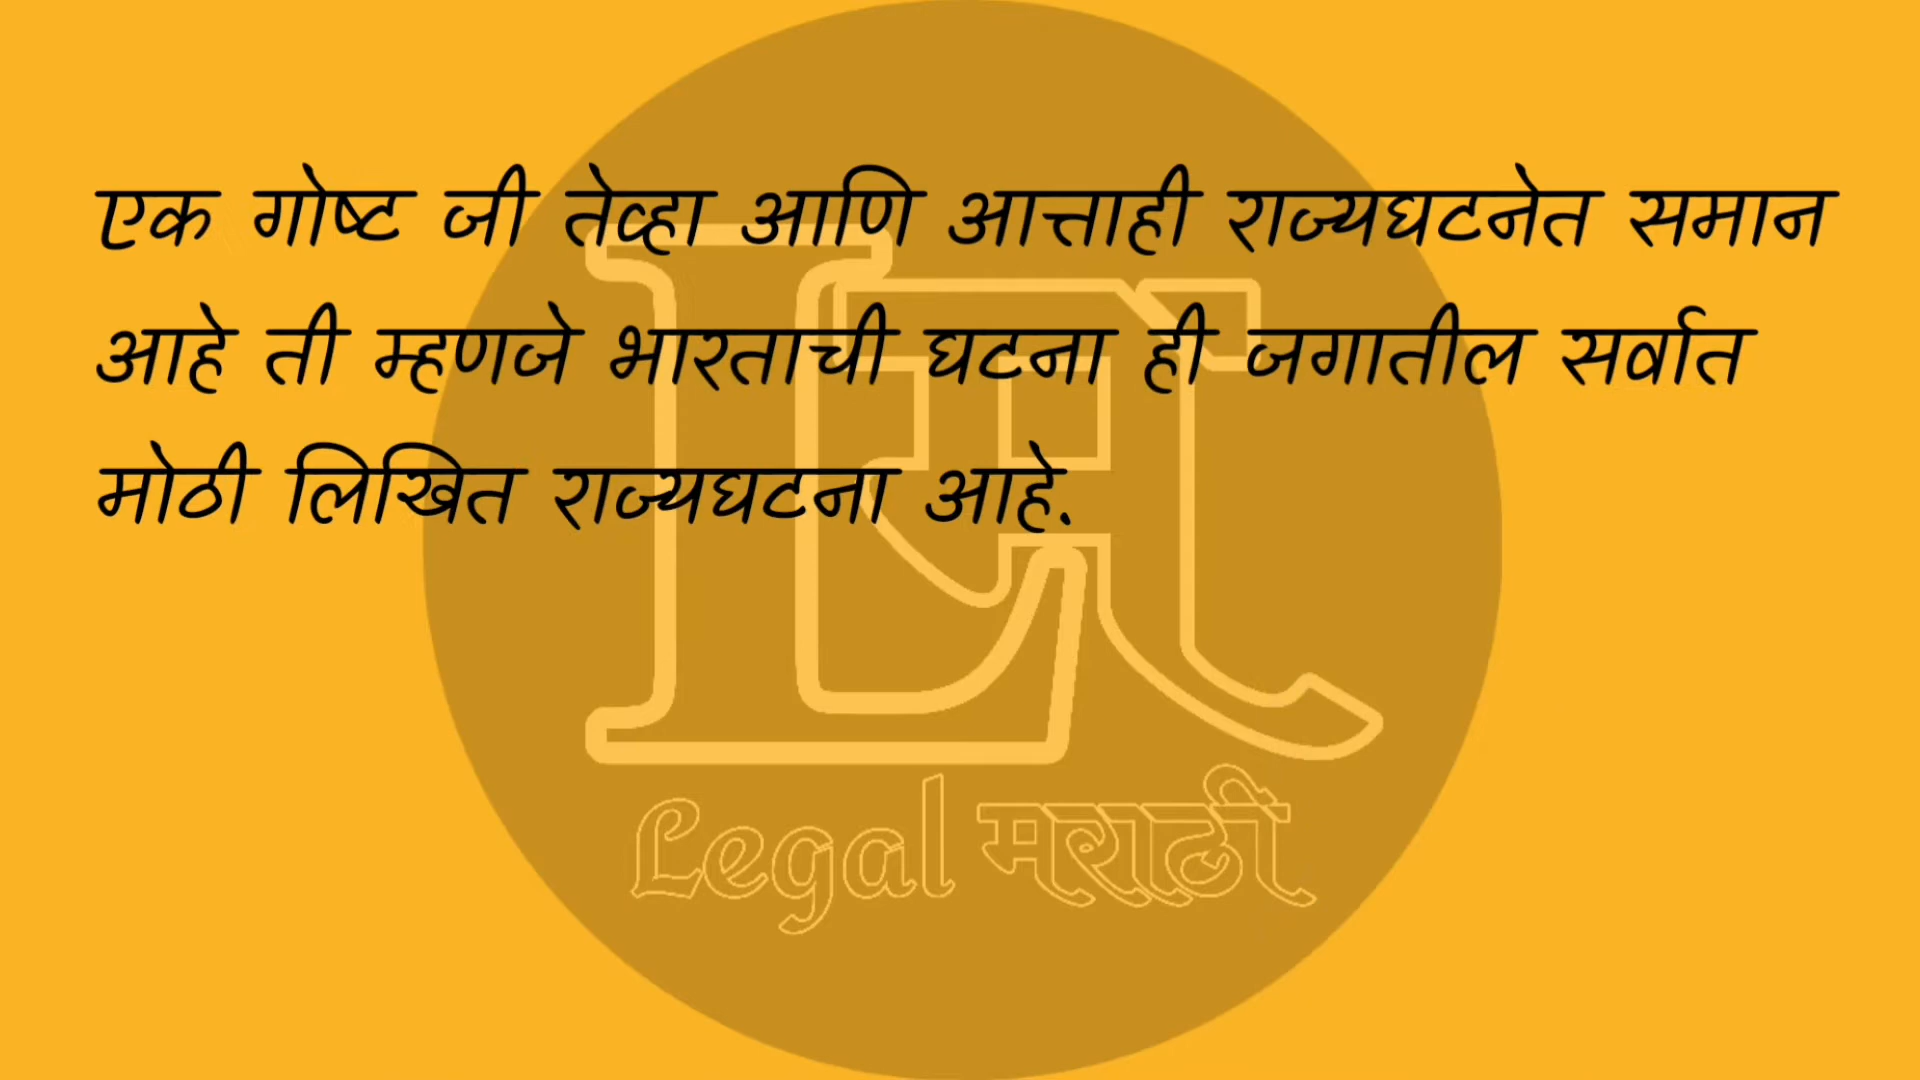 एक गोष्ट जी तेव्हा आणि आत्ताही राज्यघटनेत समान
आहे ती म्हणजे भारताची घटना ही जगातील सर्वात
मोठी लिखित राज्यघटना आहे.
Legal मराठी